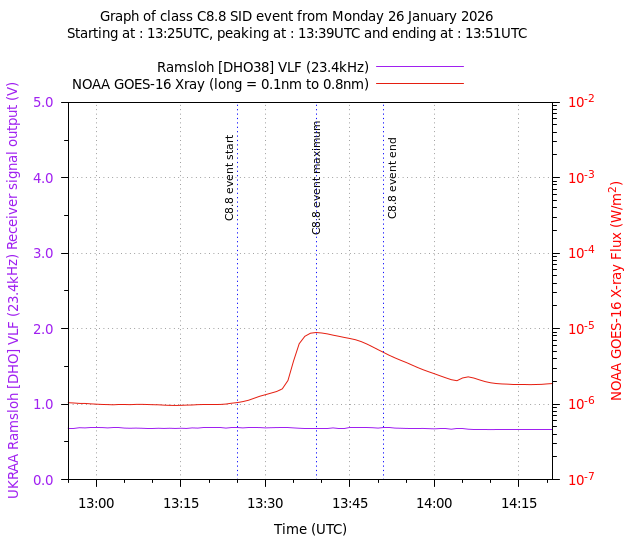 Graph of class C8.8 SID event from Monday 26 January 2026
Starting at : 13:25UTC, peaking at : 13:39UTC and ending at : 13:51UTC
Ramsloh [DHO38] VLF (23.4kHz)
NOAA GOES-16 Xray (long = 0.1nm to 0.8nm)
UKRAA Ramsloh [DHO] VLF (23.4kHz) Receiver signal output (V)
5.0
4.0
3.0
2.0
1.0
0.0
C8.8 event start
C8.8 event maximum
C8.8 event end
10-2
10-3
10-4
10-5
10-6
10-7
NOAA GOES-16 X-ray Flux (W/m2)
13:00
13:15
13:30
13:45
14:00
14:15
Time (UTC)